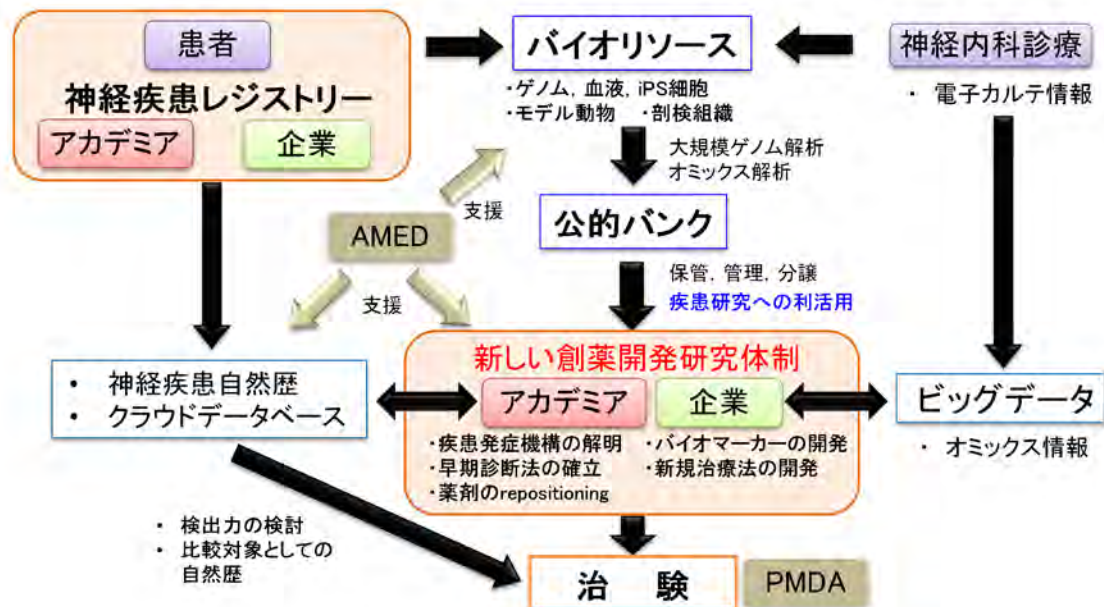 患者
神経疾患レジストリー
アカデミア
企業
バイオリソース
・ゲノム, 血液, iPS細胞
・モデル動物 ・剖検組織
神経内科診療
・ 電子カルテ情報
大規模ゲノム解析
オミックス解析
支援
AMED
公的バンク
支援
保管, 管理, 分譲
疾患研究への利活用
• 神経疾患自然歴
• クラウドデータベース
新しい創薬開発研究体制
アカデミア
企業
・疾患発症機構の解明
・早期診断法の確立
・薬剤のrepositioning
・バイオマーカーの開発
・新規治療法の開発
ビッグデータ
・ オミックス情報
• 検出力の検討
• 比較対象としての
自然歴
治 験
PMDA